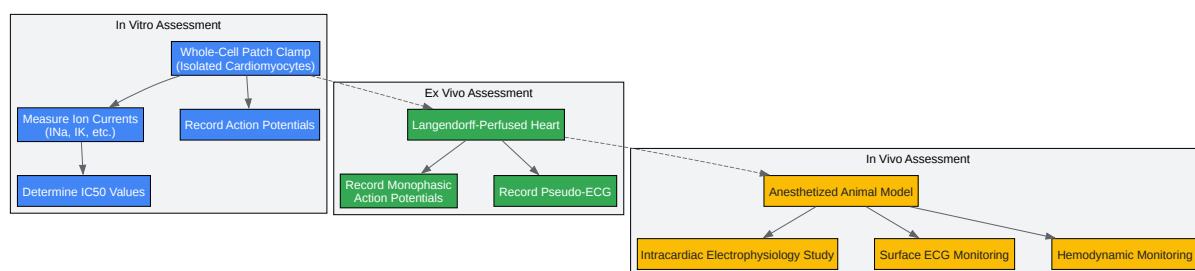 In Vitro Assessment
Whole-Cell Patch Clamp
(Isolated Cardiomyocytes)
Measure Ion Currents
(INa, IK, etc.)
Record Action Potentials
Determine IC50 Values
Ex Vivo Assessment
Langendorff-Perfused Heart
Record Monophasic
Action Potentials
Record Pseudo-ECG
In Vivo Assessment
Anesthetized Animal Model
Intracardiac Electrophysiology Study
Surface ECG Monitoring
Hemodynamic Monitoring